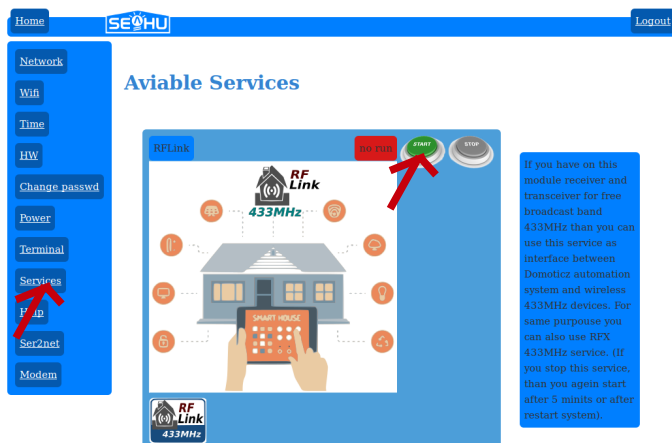 Home
SEQHU
Logout
Network
Wifi
Time
HW
Change passwd
Power
Terminal
Services
Help
Ser2net
Modem
Aviable Services
RFLink
no run
START
STOP
RF
Link
433MHz
SMART HOUSE
RF
Link
433MHz
If you have on this
module receiver and
transceiver for free
broadcast band
433MHz than you can
use this service as
interface between
Domoticz automation
system and wireless
433MHz devices. For
same purpouse you
can also use RFX
433MHz service. (If
you stop this service,
than you agein start
after 5 minits or after
restart system).